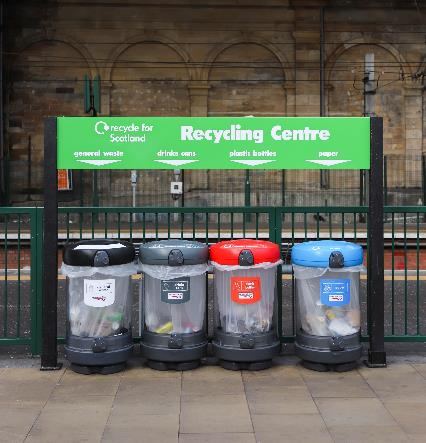 recycle for
Scotland
Recycling Centre
general waste
drinks cans
plastic bottles
paper